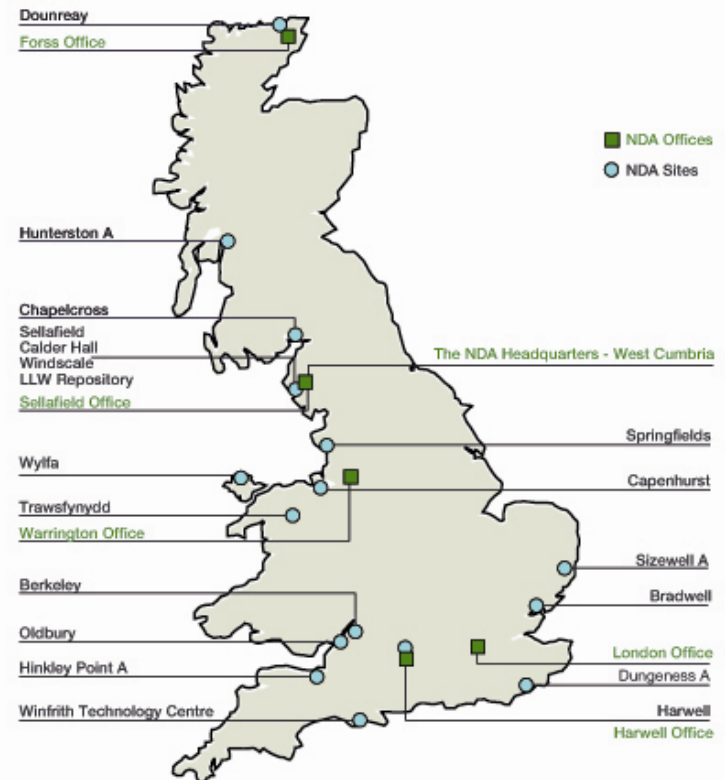 Dounreay
Forss Office
NDA Offices
NDA Sites
Hunterston A
Chapelcross
Sellafield
Calder Hall
Windscale
LLW Repository
Sellafield Office
The NDA Headquarters - West Cumbria
Springfields
Wylfa
Capenhurst
Trawsfynydd
Warrington Office
Sizewell A
Berkeley
Bradwell
Oldbury
London Office
Hinkley Point A
Dungeness A
Winfrith Technology Centre
Harwell
Harwell Office